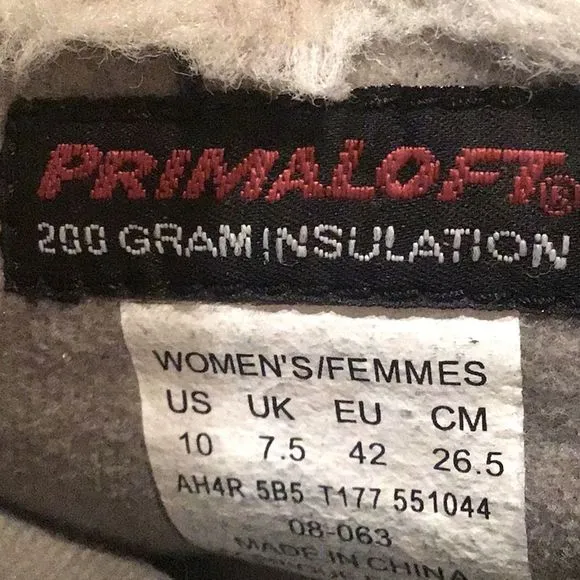 PRIMALOFT®
200 GRAM INSULATION
WOMEN'S/FEMMES
US UK EU CM
10 7.5 42 26.5
AH4R 5B5 T177 551044
08-063
MADE IN CHINA